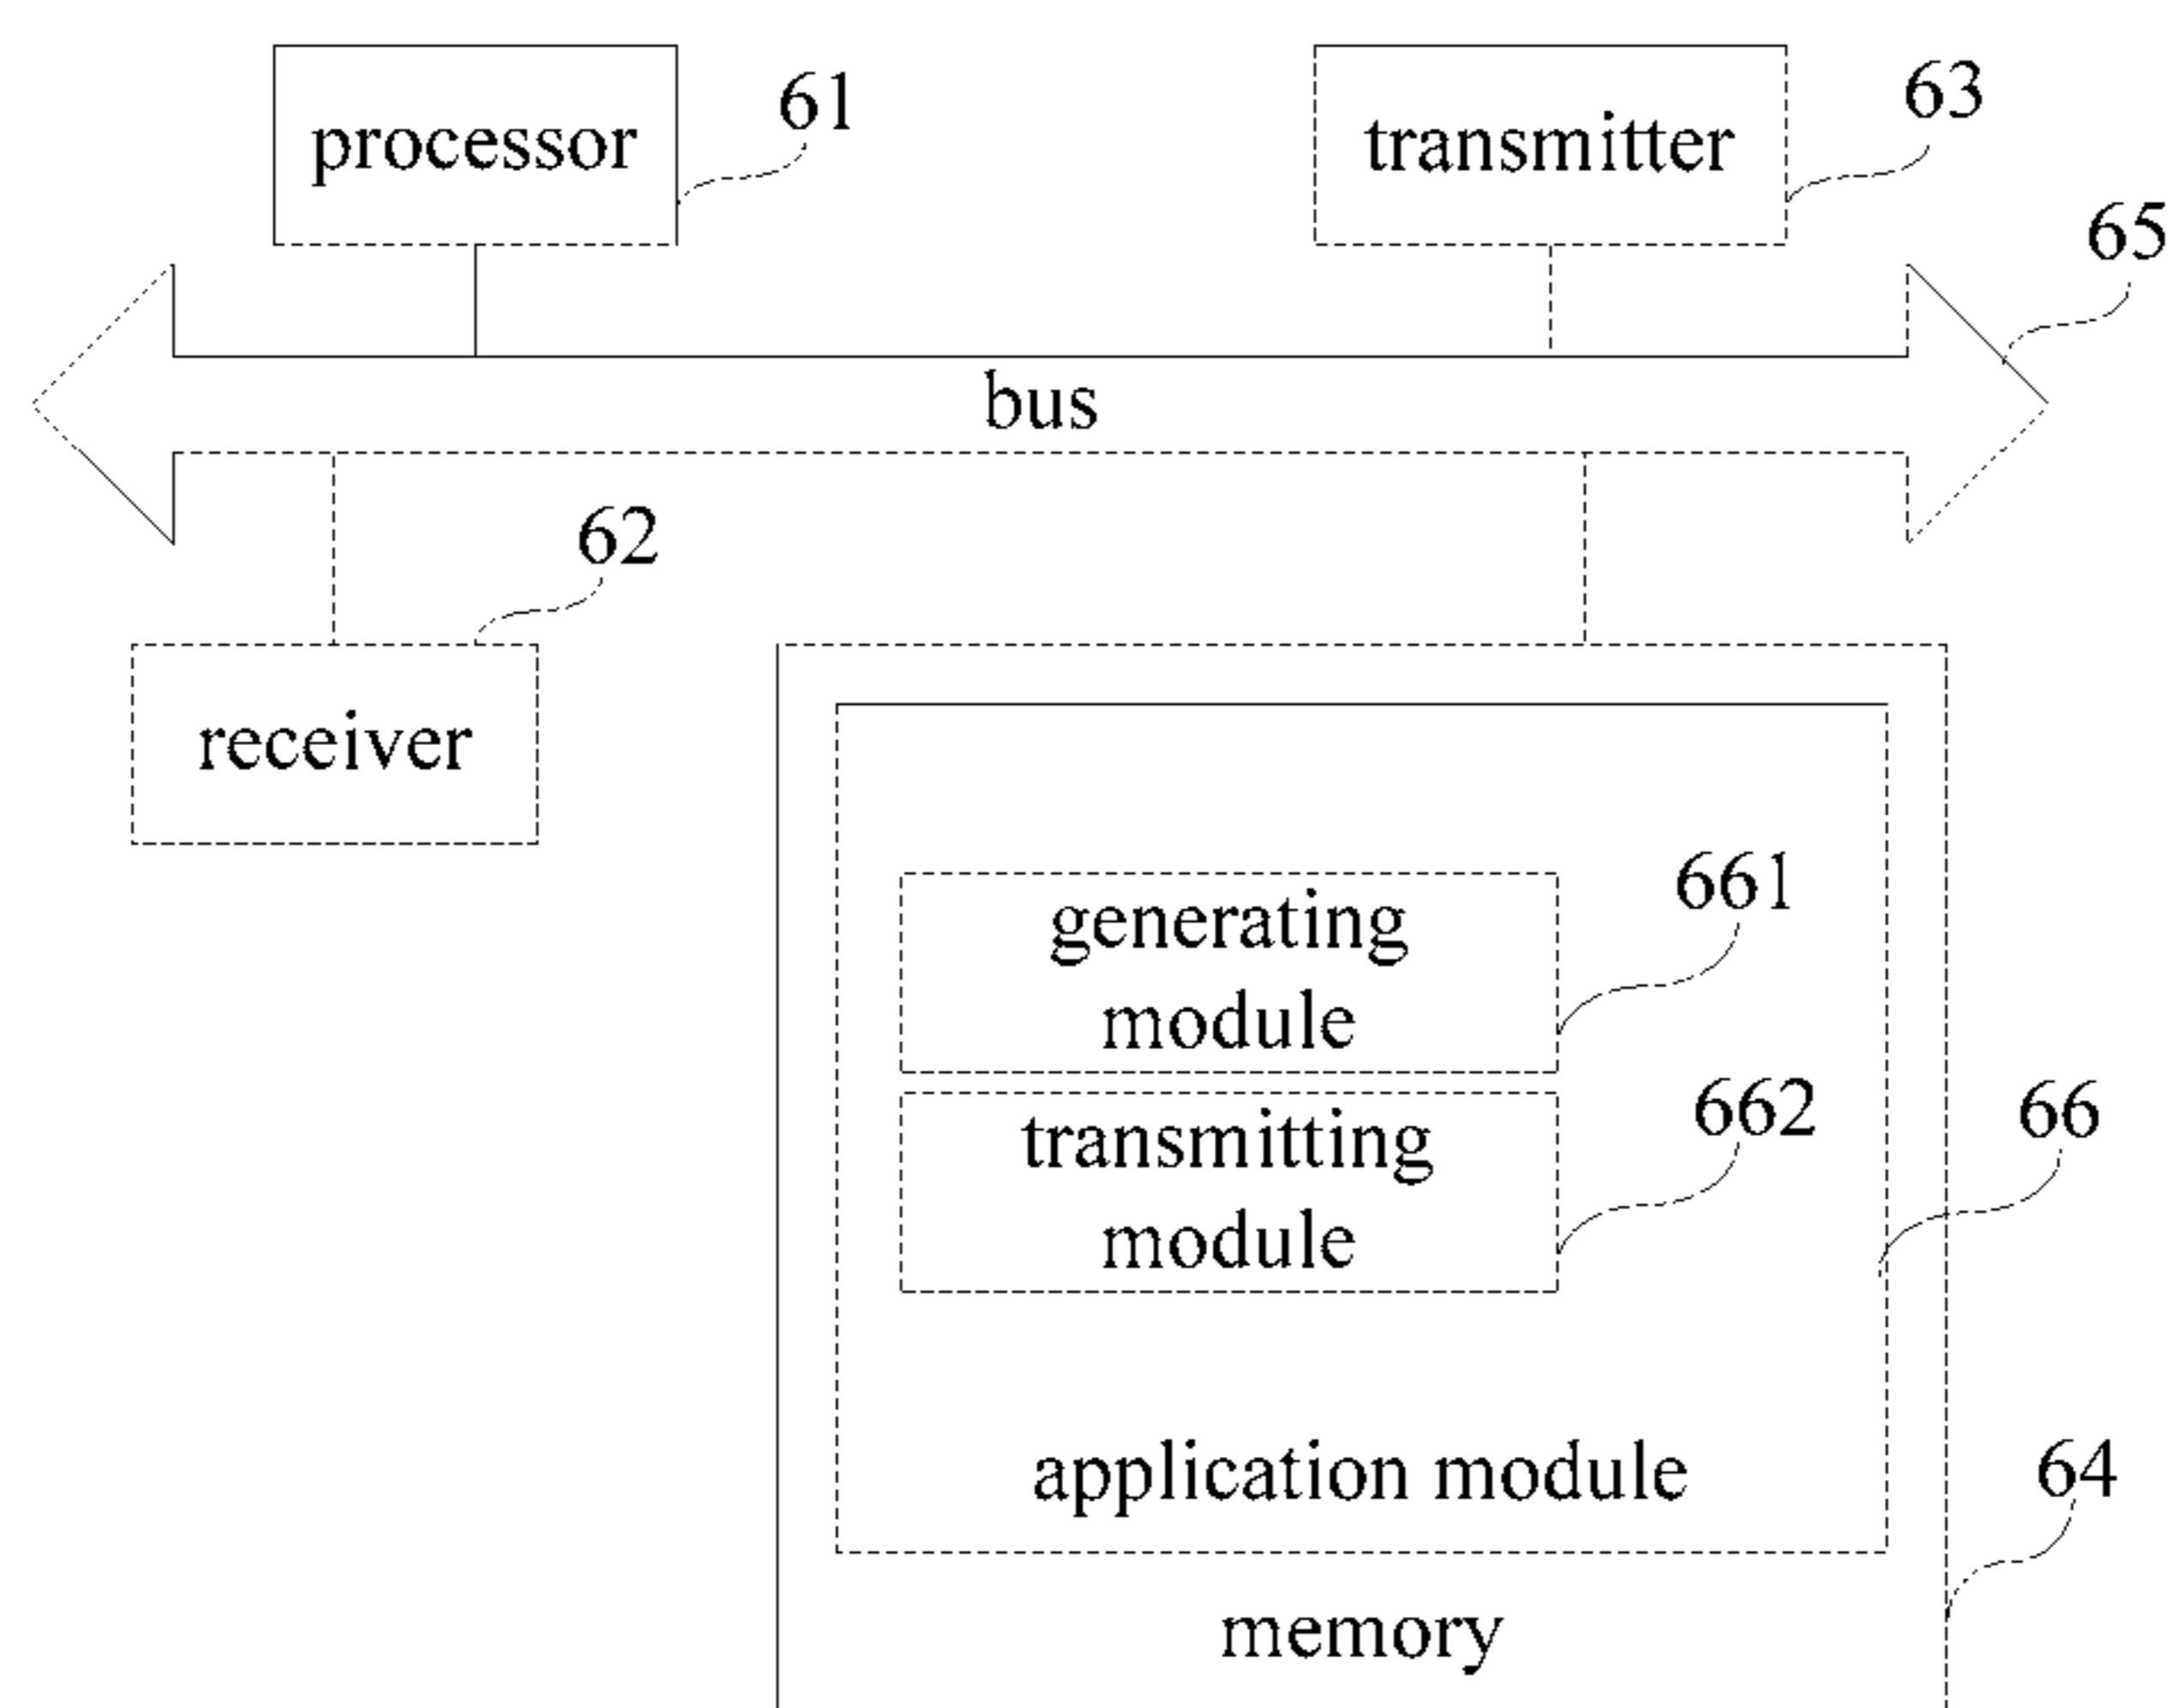 processor
61
transmitter
63
65
bus
62
receiver
generating
module
661
transmitting
module
662
66
application module
64
memory